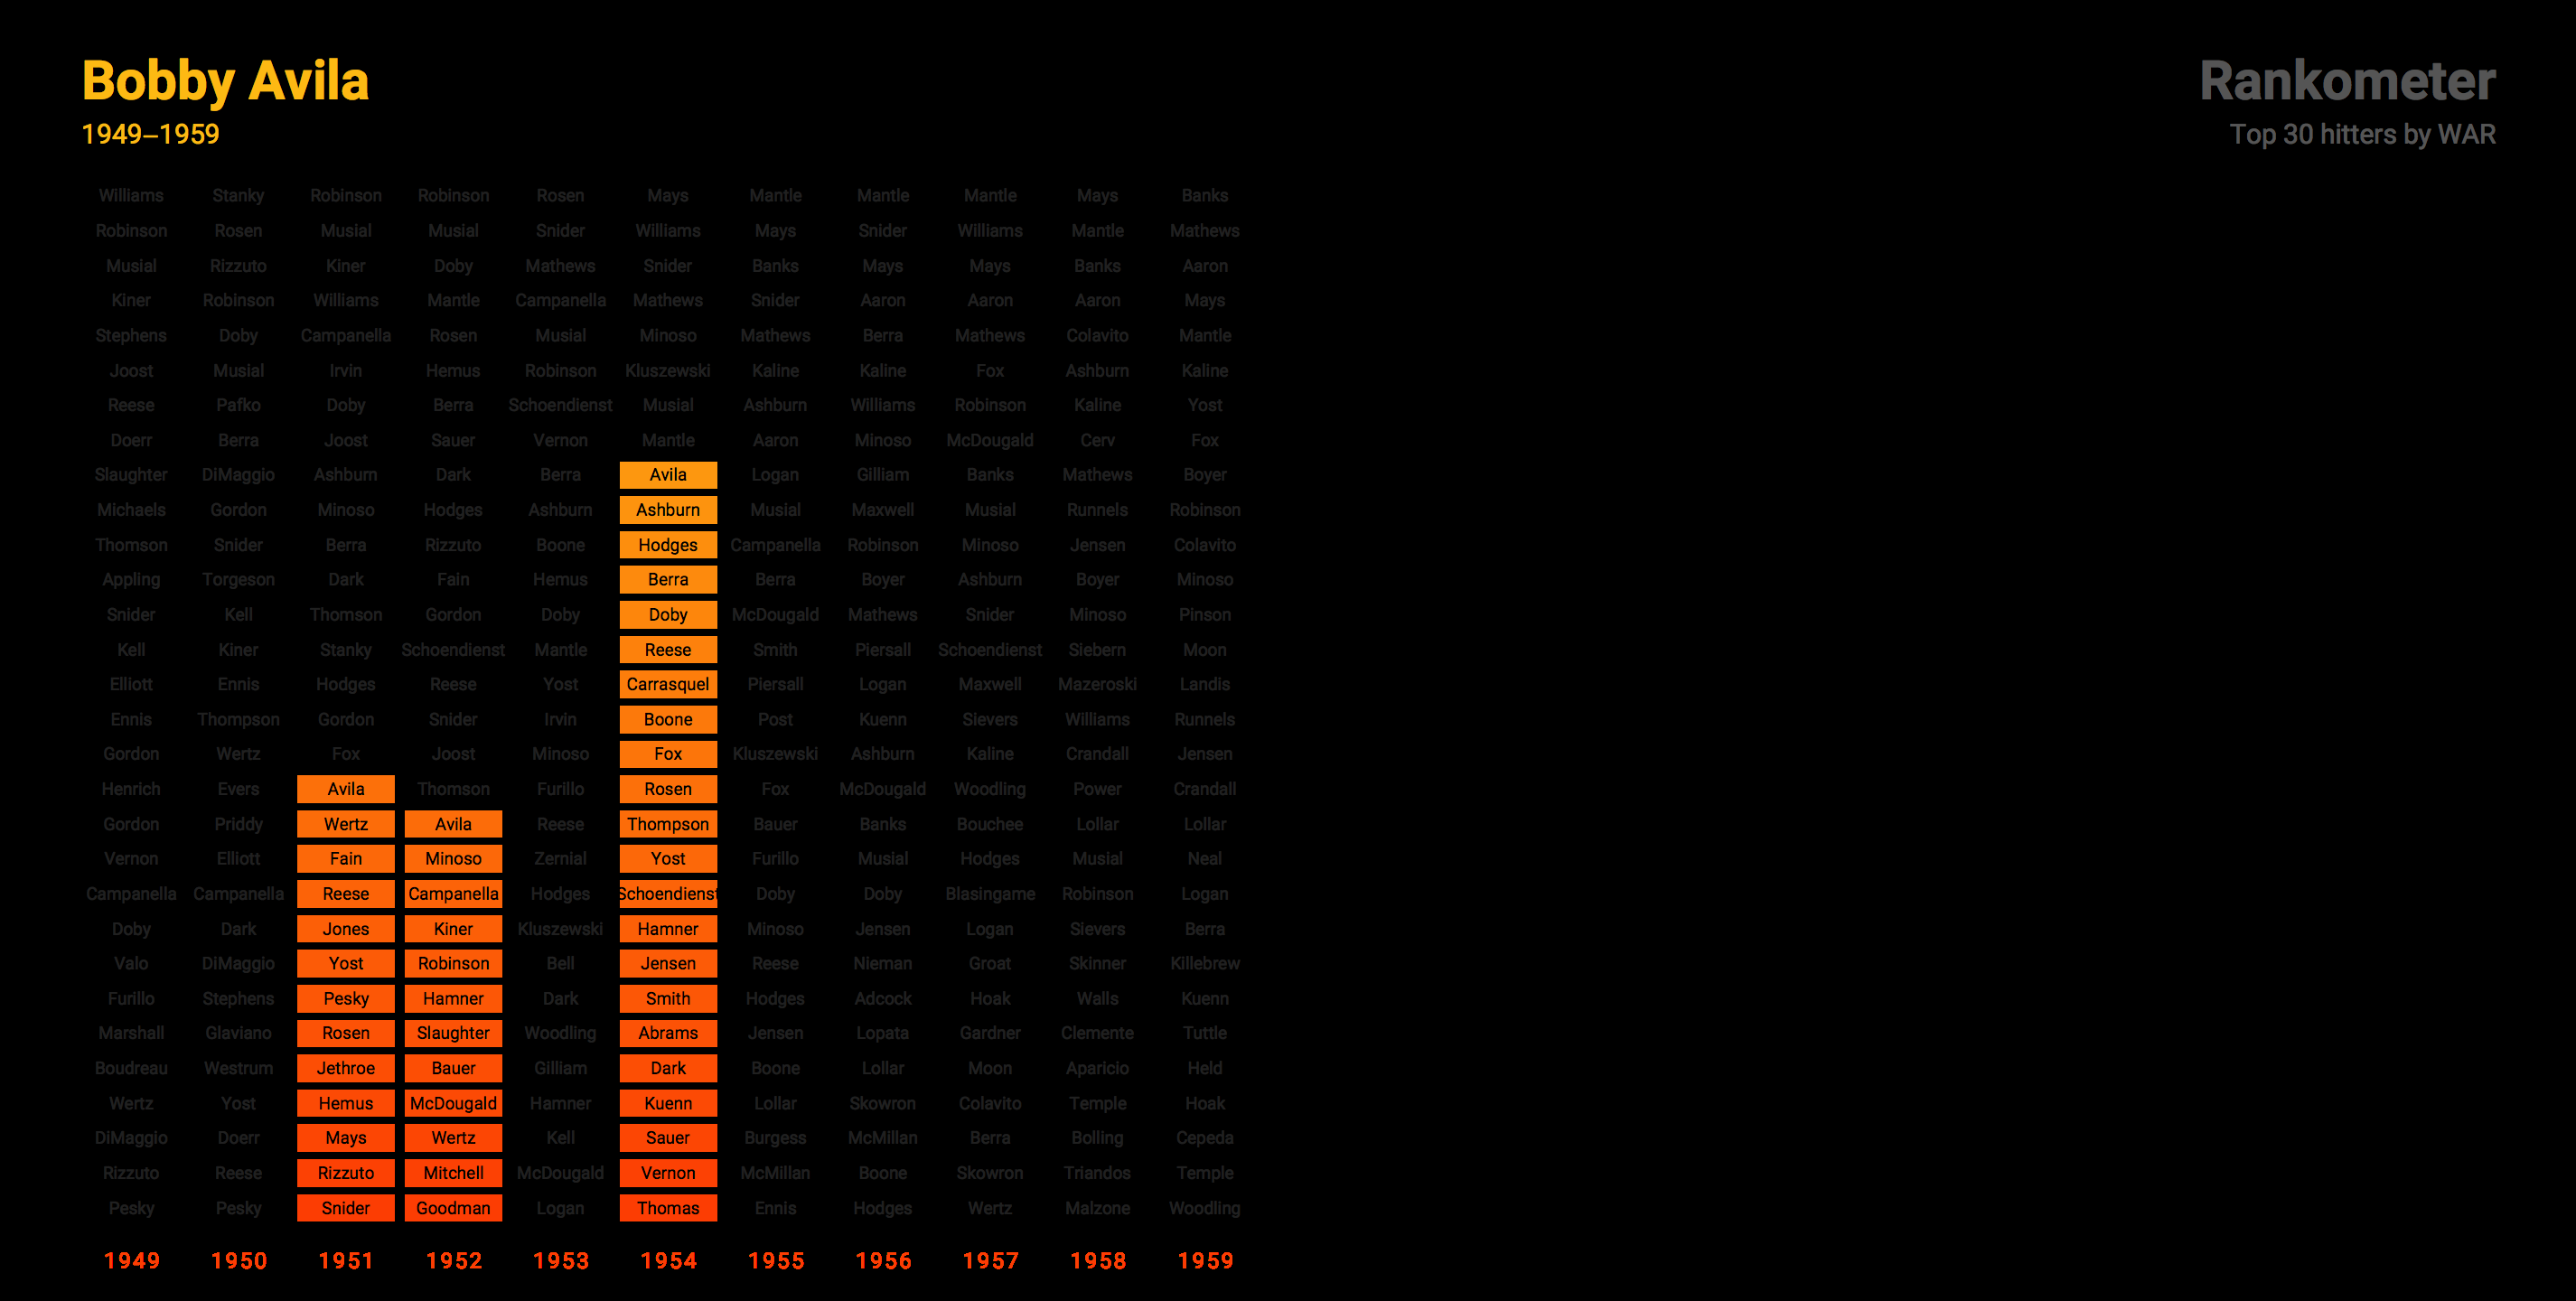 Bobby Avila
1949–1959
Rankometer
Top 30 hitters by WAR
Williams Stanky Robinson Robinson Rosen Mays Mantle Mantle Mantle Mays Banks
Robinson Rosen Musial Musial Snider Williams Mays Snider Williams Mantle Mathews
Musial Rizzuto Kiner Doby Mathews Snider Banks Mays Mays Banks Aaron
Kiner Robinson Williams Mantle Campanella Mathews Snider Aaron Aaron Aaron Mays
Stephens Doby Campanella Rosen Musial Minoso Mathews Berra Mathews Colavito Mantle
Joost Musial Irvin Hemus Robinson Kluszewski Kaline Kaline Fox Ashburn Kaline
Reese Pafko Doby Berra Schoendienst Musial Ashburn Williams Robinson Kaline Yost
Doerr Berra Joost Sauer Vernon Mantle Aaron Minoso McDougald Cerv Fox
Slaughter DiMaggio Ashburn Dark Berra Avila Logan Gilliam Banks Mathews Boyer
Michaels Gordon Minoso Hodges Ashburn Ashburn Musial Maxwell Musial Runnels Robinson
Thomson Snider Berra Rizzuto Boone Hodges Campanella Robinson Minoso Jensen Colavito
Appling Torgeson Dark Fain Hemus Berra Berra Boyer Ashburn Boyer Minoso
Snider Kell Thomson Gordon Doby Doby McDougald Mathews Snider Minoso Pinson
Kell Kiner Stanky Schoendienst Mantle Reese Smith Piersall Schoendienst Siebern Moon
Elliott Ennis Hodges Reese Yost Carrasquel Piersall Logan Maxwell Mazeroski Landis
Ennis Thompson Gordon Snider Irvin Boone Post Kuenn Sievers Williams Runnels
Gordon Wertz Fox Joost Minoso Fox Kluszewski Ashburn Kaline Crandall Jensen
Henrich Evers Avila Thomson Furillo Rosen Fox McDougald Woodling Power Crandall
Gordon Priddy Wertz Avila Reese Thompson Bauer Banks Bouchee Lollar Lollar
Vernon Elliott Fain Minoso Zernial Yost Furillo Musial Hodges Musial Neal
Campanella Campanella Reese Campanella Hodges Schoendienst Doby Doby Blasingame Robinson Logan
Doby Dark Jones Kiner Kluszewski Hamner Minoso Jensen Logan Sievers Berra
Valo DiMaggio Yost Robinson Bell Jensen Reese Nieman Groat Skinner Killebrew
Furillo Stephens Pesky Hamner Dark Smith Hodges Adcock Hoak Walls Kuenn
Marshall Glaviano Rosen Slaughter Woodling Abrams Jensen Lopata Gardner Clemente Tuttle
Boudreau Westrum Jethroe Bauer Gilliam Dark Boone Lollar Moon Aparicio Held
Wertz Yost Hemus McDougald Hamner Kuenn Lollar Skowron Colavito Temple Hoak
DiMaggio Doerr Mays Wertz Kell Sauer Burgess McMillan Berra Bolling Cepeda
Rizzuto Reese Rizzuto Mitchell McDougald Vernon McMillan Boone Skowron Triandos Temple
Pesky Pesky Snider Goodman Logan Thomas Ennis Hodges Wertz Malzone Woodling
1949 1950 1951 1952 1953 1954 1955 1956 1957 1958 1959